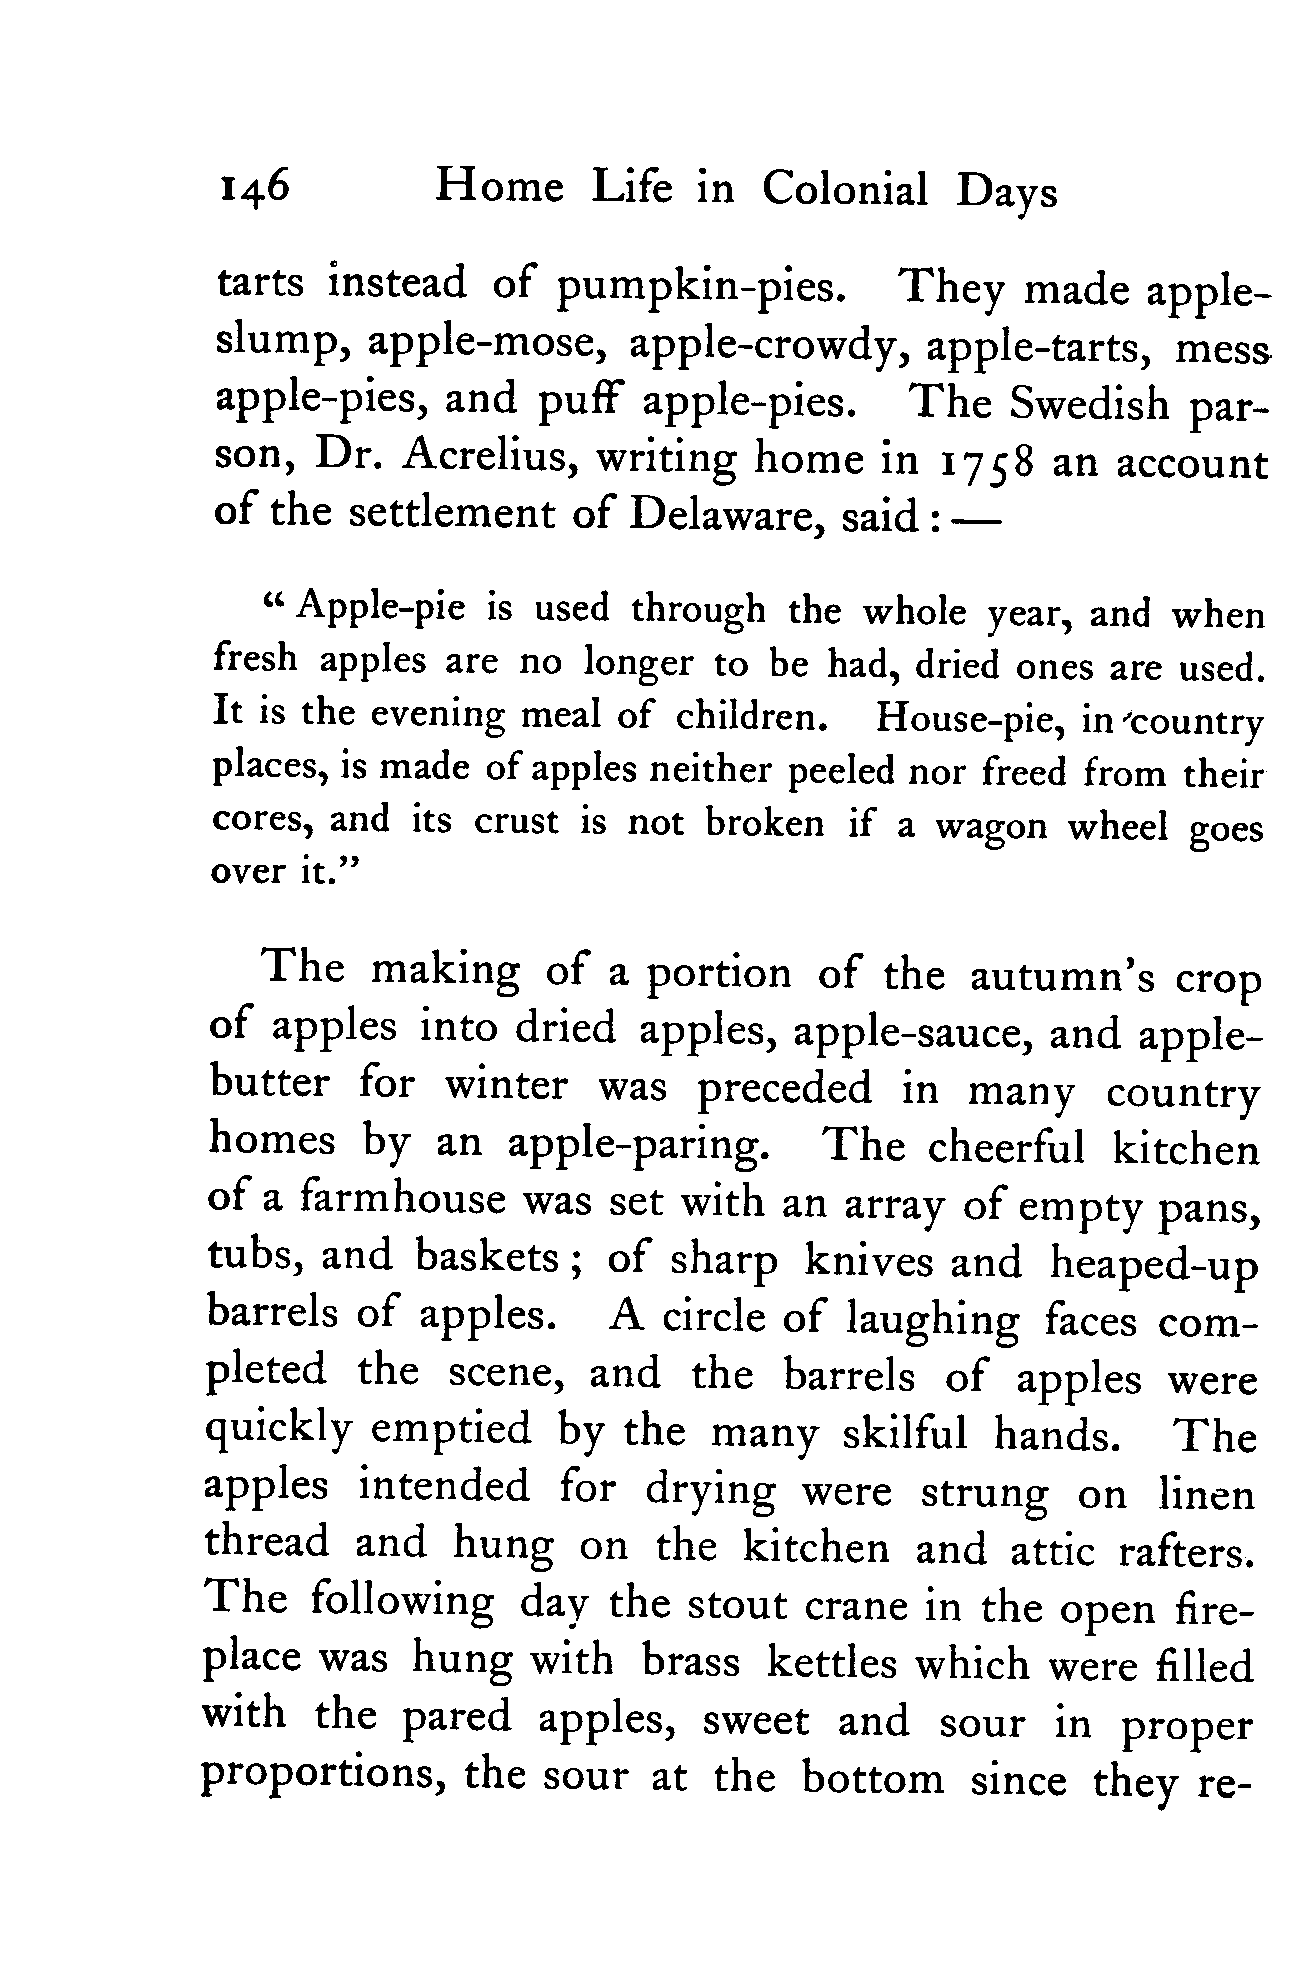 146 Home Life in Colonial Days
tarts instead of pumpkin-pies. They made apple-
slump, apple-mose, apple-crowdy, apple-tarts, mess
apple-pies, and puff apple-pies. The Swedish par-
son, Dr. Acrelius, writing home in 1758 an account
of the settlement of Delaware, said : —
“ Apple-pie is used through the whole year, and when
fresh apples are no longer to be had, dried ones are used.
It is the evening meal of children. House-pie, in country
places, is made of apples neither peeled nor freed from their
cores, and its crust is not broken if a wagon wheel goes
over it.”
The making of a portion of the autumn’s crop
of apples into dried apples, apple-sauce, and apple-
butter for winter was preceded in many country
homes by an apple-paring. The cheerful kitchen
of a farmhouse was set with an array of empty pans,
tubs, and baskets ; of sharp knives and heaped-up
barrels of apples. A circle of laughing faces com-
pleted the scene, and the barrels of apples were
quickly emptied by the many skilful hands. The
apples intended for drying were strung on linen
thread and hung on the kitchen and attic rafters.
The following day the stout crane in the open fire-
place was hung with brass kettles which were filled
with the pared apples, sweet and sour in proper
proportions, the sour at the bottom since they re-